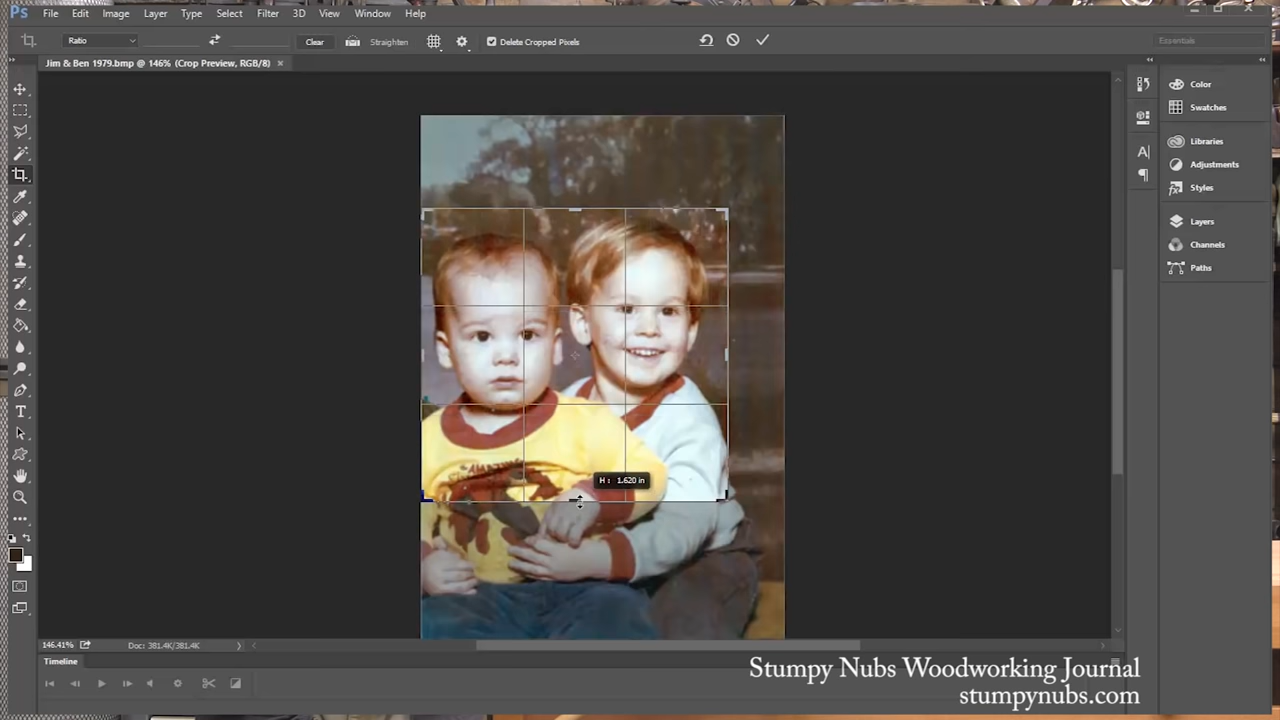 Ps File Edit Image Layer Type Select Filter 3D View Window Help
Ratio Clear Straighten Delete Cropped Pixels Essentials
Jim & Ben 1979.bmp @ 146% (Crop Preview, RGB/8) ×
Color
Swatches
Libraries
Adjustments
Styles
Layers
Channels
Paths
H: 1.620 in
146.41% Doc: 381.4K/381.4K
Timeline
Stumpy Nubs Woodworking Journal
stumpynubs.com